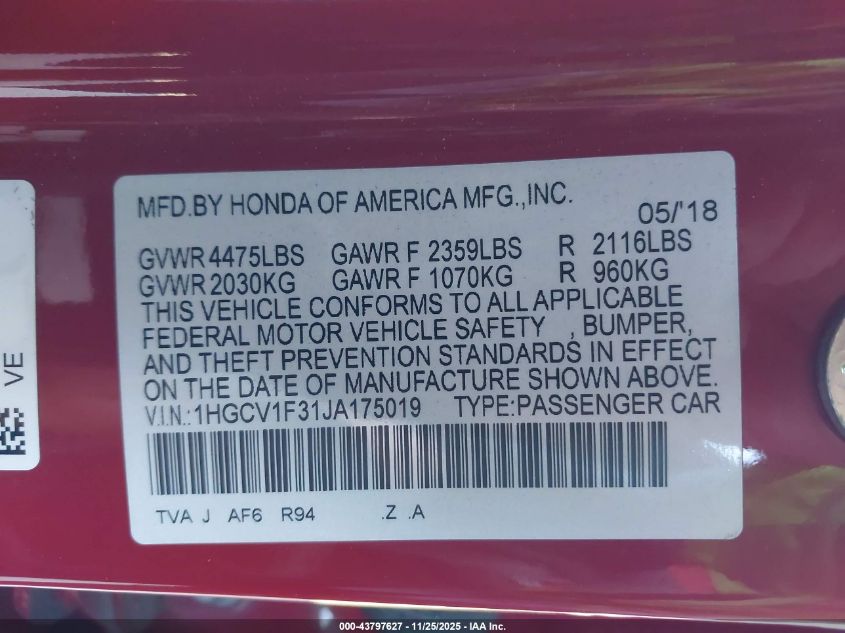 MFD.BY HONDA OF AMERICA MFG.,INC.
05/'18
GVWR 4475LBS GAWR F 2359LBS R 2116LBS
GVWR 2030KG GAWR F 1070KG R 960KG
THIS VEHICLE CONFORMS TO ALL APPLICABLE
FEDERAL MOTOR VEHICLE SAFETY , BUMPER,
AND THEFT PREVENTION STANDARDS IN EFFECT
ON THE DATE OF MANUFACTURE SHOWN ABOVE.
V.I.N.:1HGCV1F31JA175019 TYPE:PASSENGER CAR
TVA J AF6 R94 .Z .A
VE
000-43797627 - 11/25/2025 - IAA Inc.